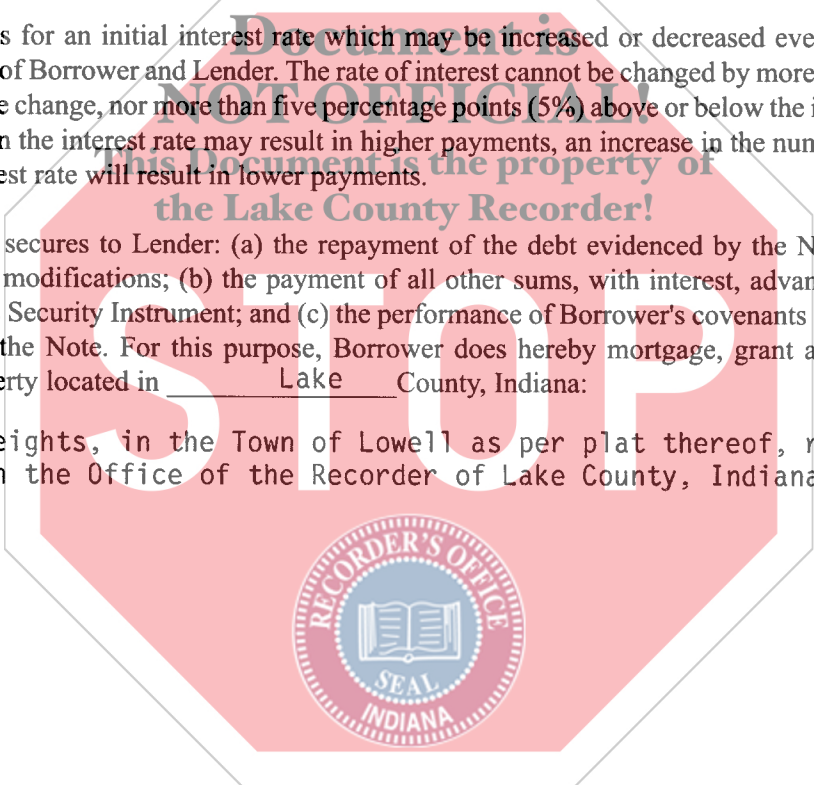 Document is
s for an initial interest rate which may be increased or decreased eve
of Borrower and Lender. The rate of interest cannot be changed by more
NOT OFFICIAL!
e change, nor more than five percentage points (5%) above or below the i
n the interest rate may result in higher payments, an increase in the num
This Document is the property of
est rate will result in lower payments.
the Lake County Recorder!
secures to Lender: (a) the repayment of the debt evidenced by the N
modifications; (b) the payment of all other sums, with interest, advan
Security Instrument; and (c) the performance of Borrower's covenants
the Note. For this purpose, Borrower does hereby mortgage, grant a
erty located in Lake County, Indiana:
STOP
eights, in the Town of Lowell as per plat thereof, r
n the Office of the Recorder of Lake County, Indiana
RECORDER'S OFFICE
SEAL
INDIANA